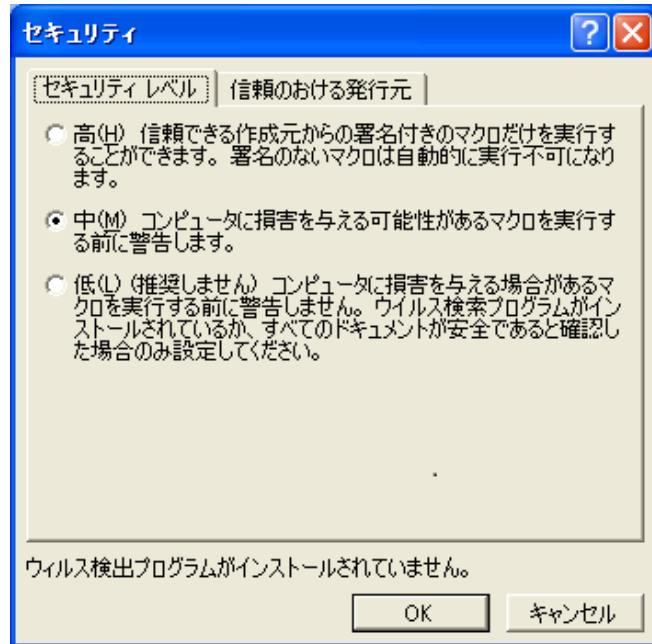 セキュリティ
セキュリティ レベル
信頼のおける発行元
高(H) 信頼できる作成元からの署名付きのマクロだけを実行す
ることができます。署名のないマクロは自動的に実行不可になり
ます。
中(M) コンピュータに損害を与える可能性があるマクロを実行す
る前に警告します。
低(L) (推奨しません) コンピュータに損害を与える場合があるマ
クロを実行する前に警告しません。ウイルス検索プログラムがイン
ストールされているか、すべてのドキュメントが安全であると確認し
た場合のみ設定してください。
ウィルス検出プログラムがインストールされていません。
OK
キャンセル